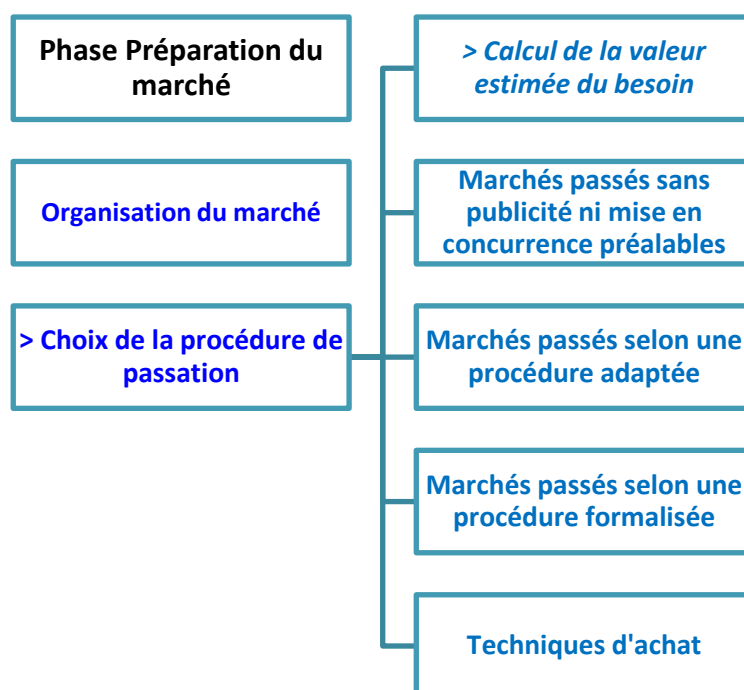 Phase Préparation du
marché
Organisation du marché
> Choix de la procédure de
passation
> Calcul de la valeur
estimée du besoin
Marchés passés sans
publicité ni mise en
concurrence préalables
Marchés passés selon une
procédure adaptée
Marchés passés selon une
procédure formalisée
Techniques d'achat